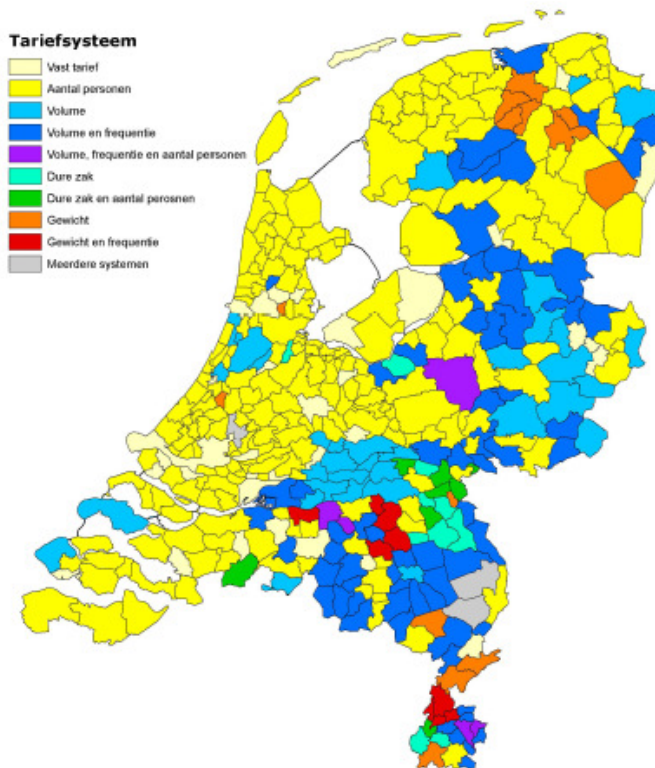 Tariefsysteem
Vast tarief
Aantal personen
Volume
Volume en frequentie
Volume, frequentie en aantal personen
Dure zak
Dure zak en aantal perosnen
Gewicht
Gewicht en frequentie
Meerdere systemen